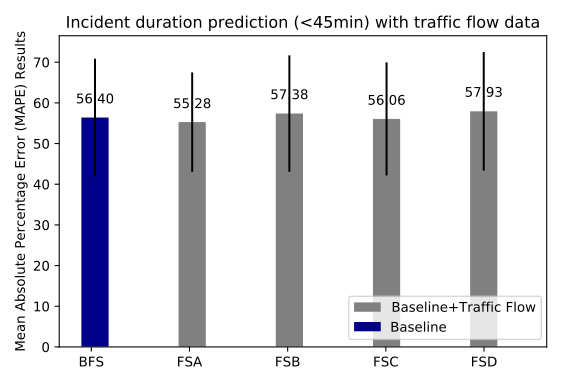 Incident duration prediction (<45min) with traffic flow data
Mean Absolute Percentage Error (MAPE) Results
70
60
50
40
30
20
10
0
56.40
55.28
57.38
56.06
57.93
Baseline+Traffic Flow
Baseline
BFS
FSA
FSB
FSC
FSD